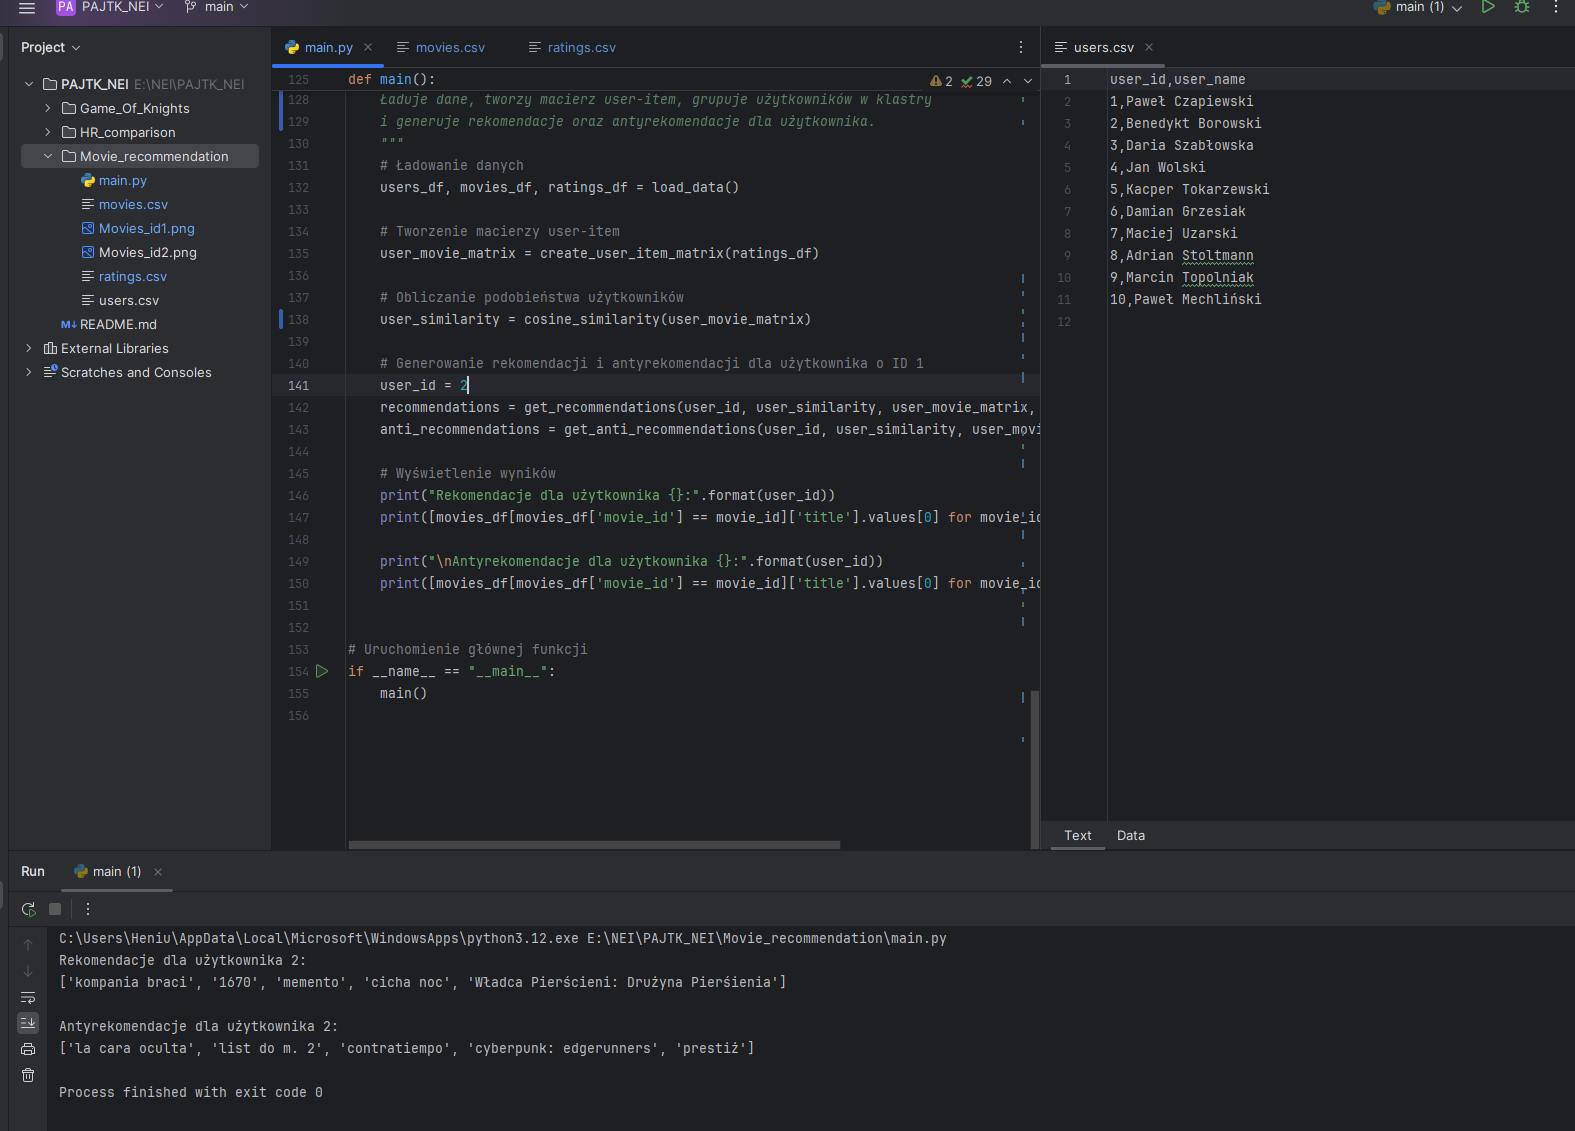 PA PAJTK_NEI main main (1)
Project
PAJTK_NEI E:\NEI\PAJTK_NEI
Game_Of_Knights
HR_comparison
Movie_recommendation
main.py
movies.csv
Movies_id1.png
Movies_id2.png
ratings.csv
users.csv
M↓ README.md
External Libraries
Scratches and Consoles
main.py movies.csv ratings.csv
2 29
125 def main():
128 Ładuje dane, tworzy macierz user-item, grupuje użytkowników w klastry
129 i generuje rekomendacje oraz antyrekomendacje dla użytkownika.
130 """
131 # Ładowanie danych
132 users_df, movies_df, ratings_df = load_data()
133
134 # Tworzenie macierzy user-item
135 user_movie_matrix = create_user_item_matrix(ratings_df)
136
137 # Obliczanie podobieństwa użytkowników
138 user_similarity = cosine_similarity(user_movie_matrix)
139
140 # Generowanie rekomendacji i antyrekomendacji dla użytkownika o ID 1
141 user_id = 2
142 recommendations = get_recommendations(user_id, user_similarity, user_movie_matrix,
143 anti_recommendations = get_anti_recommendations(user_id, user_similarity, user_movi
144
145 # Wyświetlenie wyników
146 print("Rekomendacje dla użytkownika {}:".format(user_id))
147 print([movies_df[movies_df['movie_id'] == movie_id]['title'].values[0] for movie_id
148
149 print("\nAntyrekomendacje dla użytkownika {}:".format(user_id))
150 print([movies_df[movies_df['movie_id'] == movie_id]['title'].values[0] for movie_id
151
152
153 # Uruchomienie głównej funkcji
154 if __name__ == "__main__":
155 main()
156
users.csv
1 user_id,user_name
2 1,Paweł Czapiewski
3 2,Benedykt Borowski
4 3,Daria Szabłowska
5 4,Jan Wolski
6 5,Kacper Tokarzewski
7 6,Damian Grzesiak
8 7,Maciej Uzarski
9 8,Adrian Stoltmann
10 9,Marcin Topolniak
11 10,Paweł Mechliński
12
Text Data
Run main (1)
C:\Users\Heniu\AppData\Local\Microsoft\WindowsApps\python3.12.exe E:\NEI\PAJTK_NEI\Movie_recommendation\main.py
Rekomendacje dla użytkownika 2:
['kompania braci', '1670', 'memento', 'cicha noc', 'Władca Pierścieni: Drużyna Pierśienia']
Antyrekomendacje dla użytkownika 2:
['la cara oculta', 'list do m. 2', 'contratiempo', 'cyberpunk: edgerunners', 'prestiż']
Process finished with exit code 0